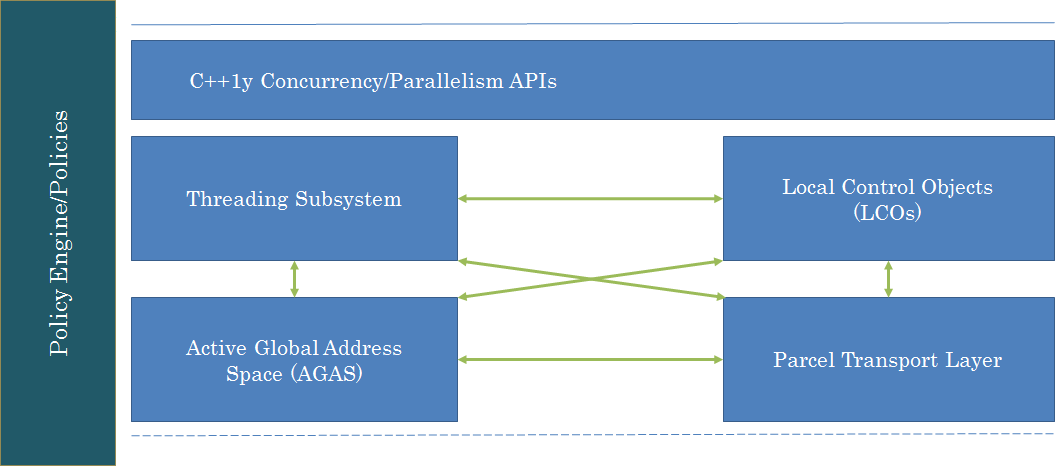 Policy Engine/Policies
C++1y Concurrency/Parallelism APIs
Threading Subsystem
Local Control Objects
(LCOs)
Active Global Address
Space (AGAS)
Parcel Transport Layer